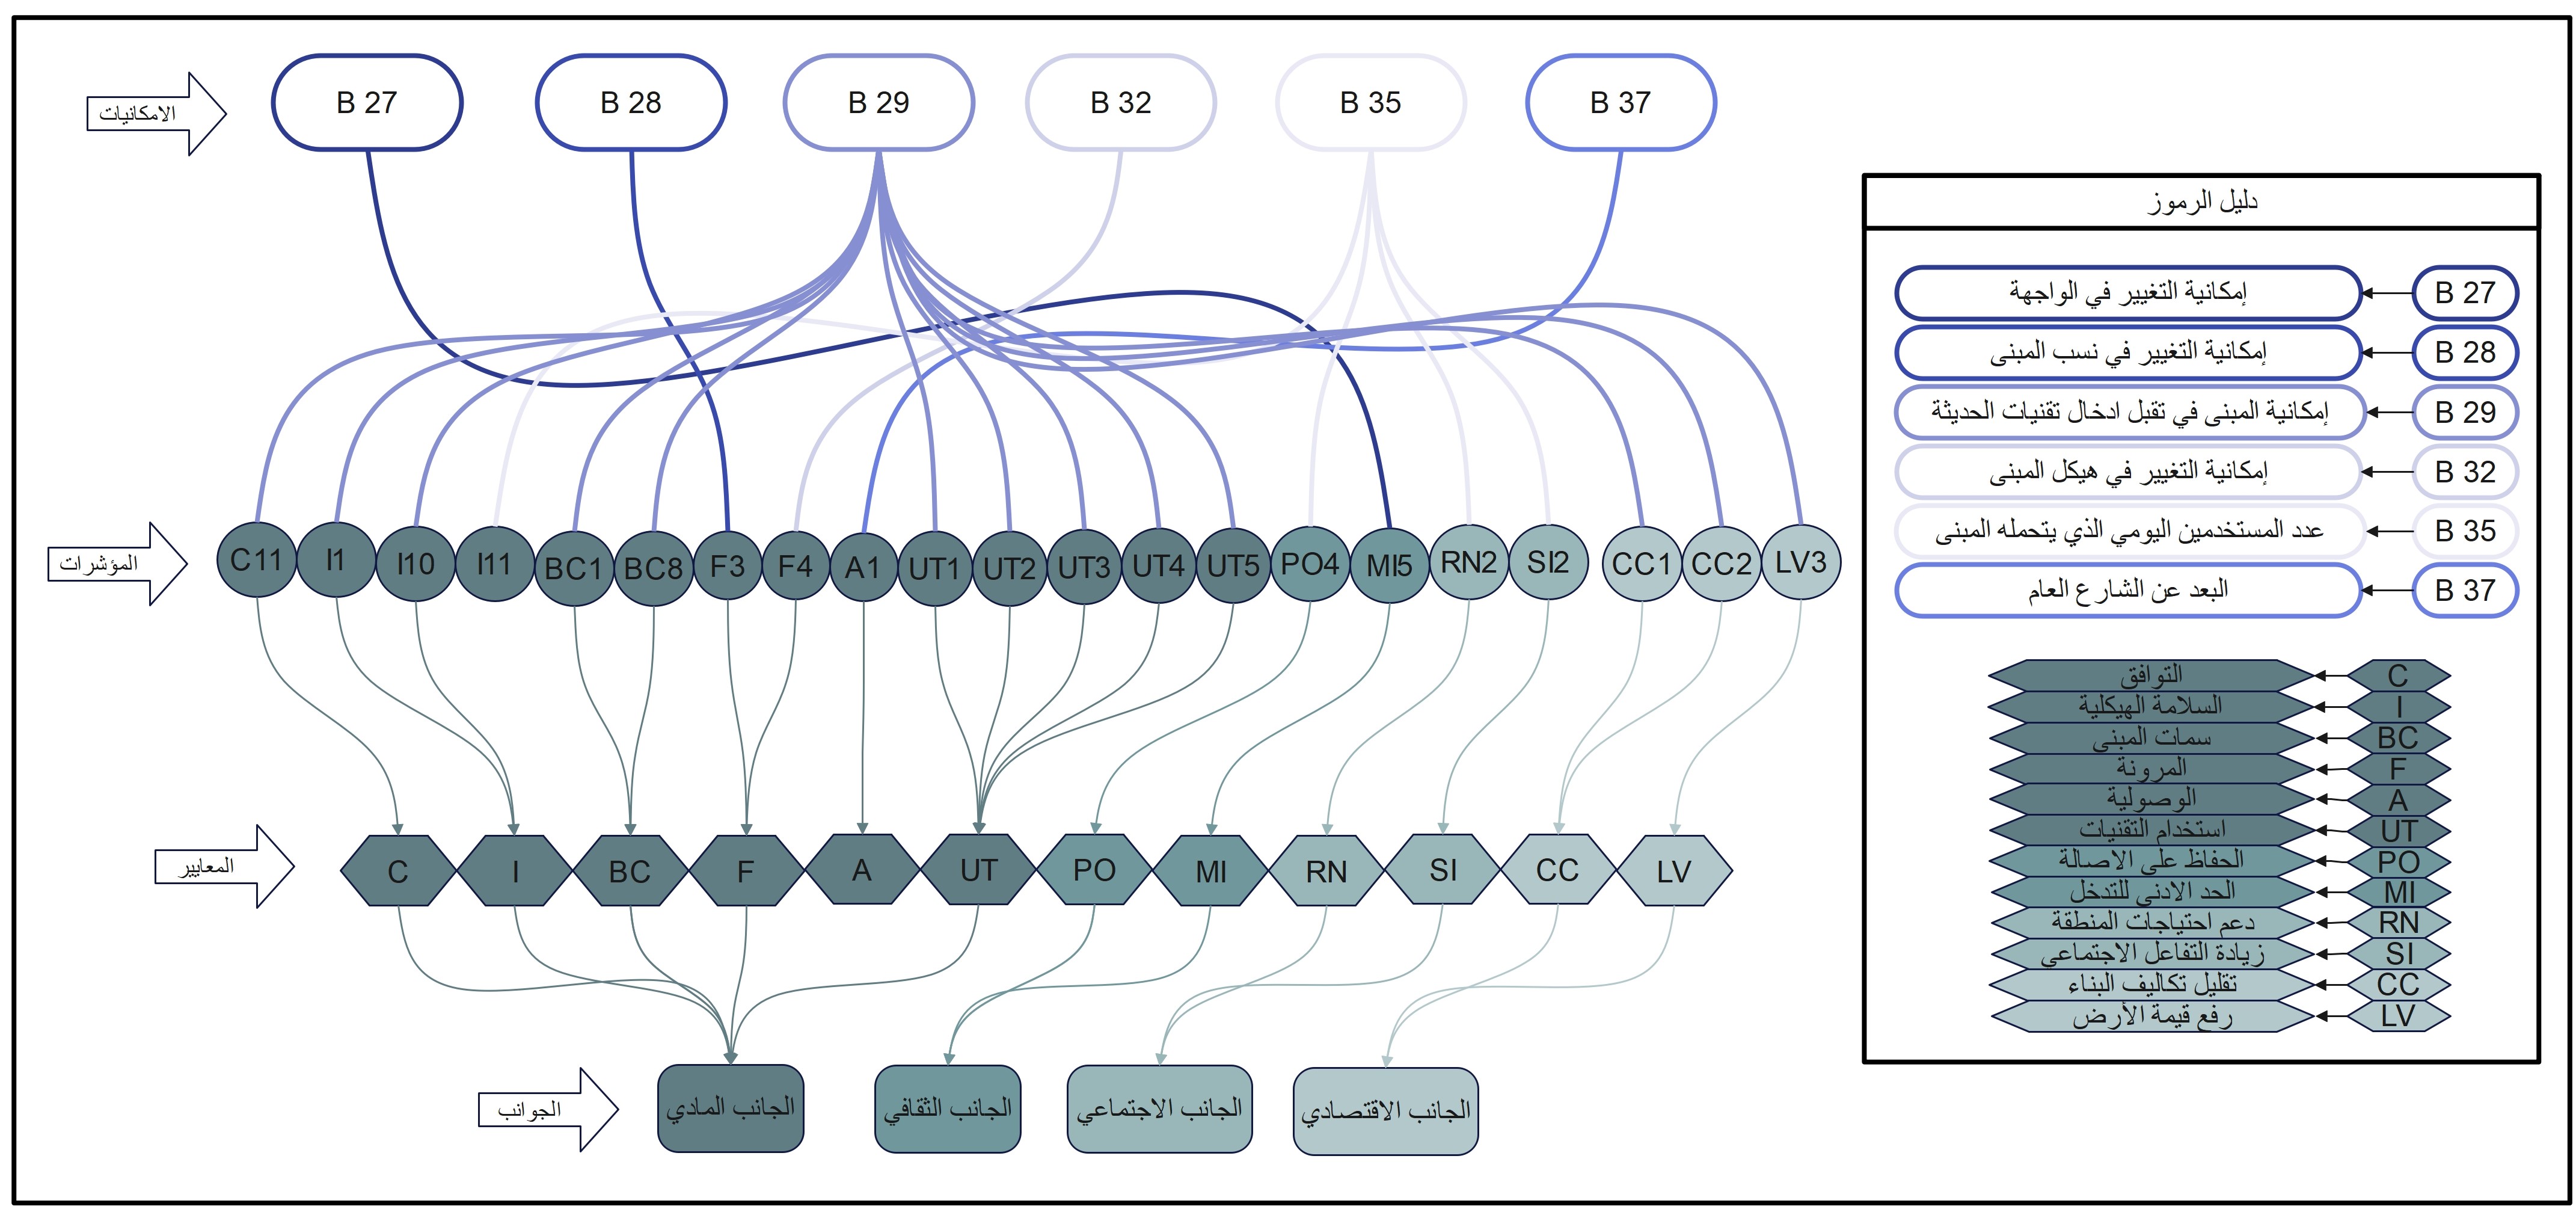 الامكانيات
B 27
B 28
B 29
B 32
B 35
B 37
المؤشرات
C11
I1
I10
I11
BC1
BC8
F3
F4
A1
UT1
UT2
UT3
UT4
UT5
PO4
MI5
RN2
SI2
CC1
CC2
LV3
المعايير
C
I
BC
F
A
UT
PO
MI
RN
SI
CC
LV
الجوانب
الجانب المادي
الجانب الثقافي
الجانب الاجتماعي
الجانب الاقتصادي
دليل الرموز
B 27
إمكانية التغيير في الواجهة
B 28
إمكانية التغيير في نسب المبنى
B 29
إمكانية المبنى في تقبل ادخال تقنيات الحديثة
B 32
إمكانية التغيير في هيكل المبنى
B 35
عدد المستخدمين اليومي الذي يتحمله المبنى
B 37
البعد عن الشارع العام
C
التوافق
I
السلامة الهيكلية
BC
سمات المبنى
F
المرونة
A
الوصولية
UT
استخدام التقنيات
PO
الحفاظ على الاصالة
MI
الحد الادنى للتدخل
RN
دعم احتياجات المنطقة
SI
زيادة التفاعل الاجتماعي
CC
تقليل تكاليف البناء
LV
رفع قيمة الأرض